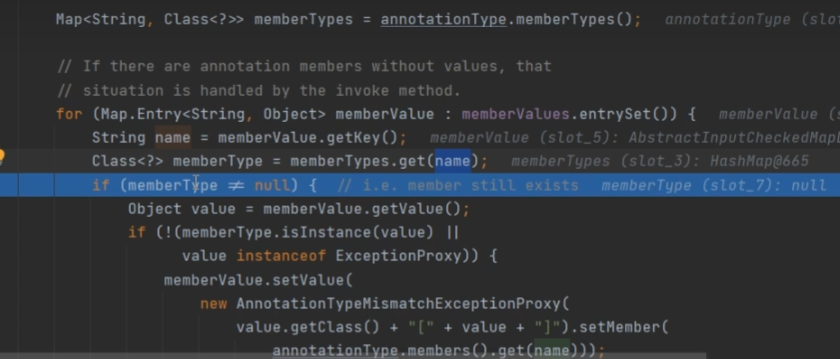 Map<String, Class<?>> memberTypes = annotationType.memberTypes(); annotationType (slo
// If there are annotation members without values, that
// situation is handled by the invoke method.
for (Map.Entry<String, Object> memberValue : memberValues.entrySet()) { memberValue (s
String name = memberValue.getKey(); memberValue (slot_5): AbstractInputCheckedMapD
Class<?> memberType = memberTypes.get(name); memberTypes (slot_3): HashMap@665
if (memberType ≠ null) { // i.e. member still exists memberType (slot_7): null
Object value = memberValue.getValue();
if (!(memberType.isInstance(value) ||
value instanceof ExceptionProxy)) {
memberValue.setValue(
new AnnotationTypeMismatchExceptionProxy(
value.getClass() + "[" + value + "]").setMember(
annotationType.members().get(name)));